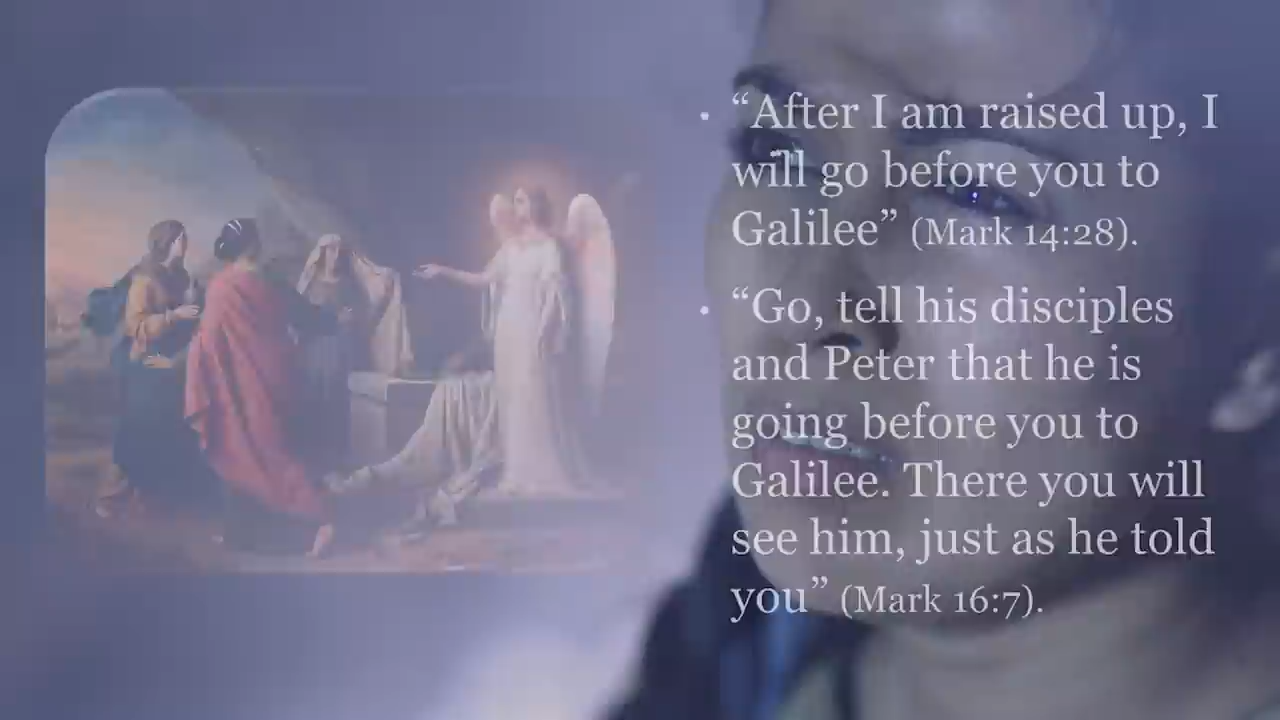 • “After I am raised up, I
will go before you to
Galilee” (Mark 14:28).
• “Go, tell his disciples
and Peter that he is
going before you to
Galilee. There you will
see him, just as he told
you” (Mark 16:7).